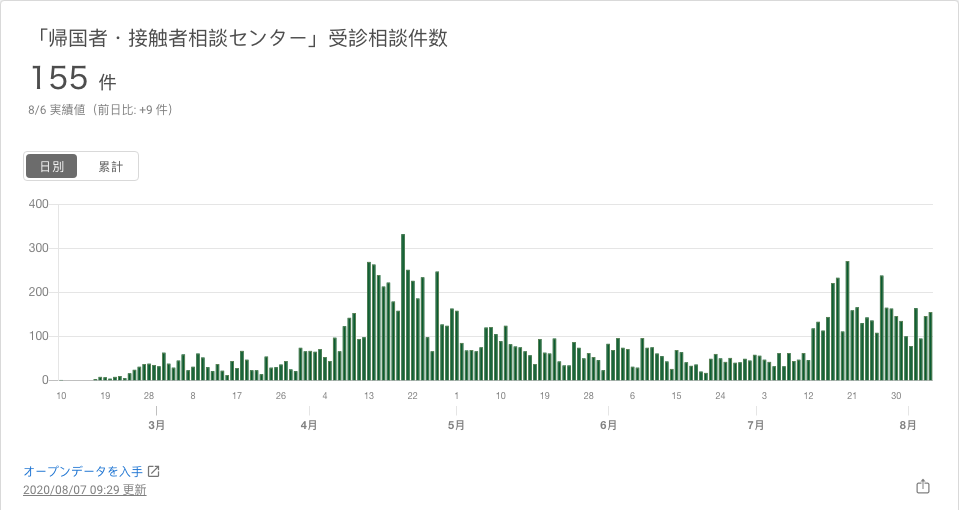 「帰国者・接触者相談センター」受診相談件数
155 件
8/6 実績値（前日比: +9 件）
日別 累計
400
300
200
100
0
10 19 28 8 17 26 4 13 22 1 10 19 28 6 15 24 3 12 21 30
3月 4月 5月 6月 7月 8月
オープンデータを入手
2020/08/07 09:29 更新